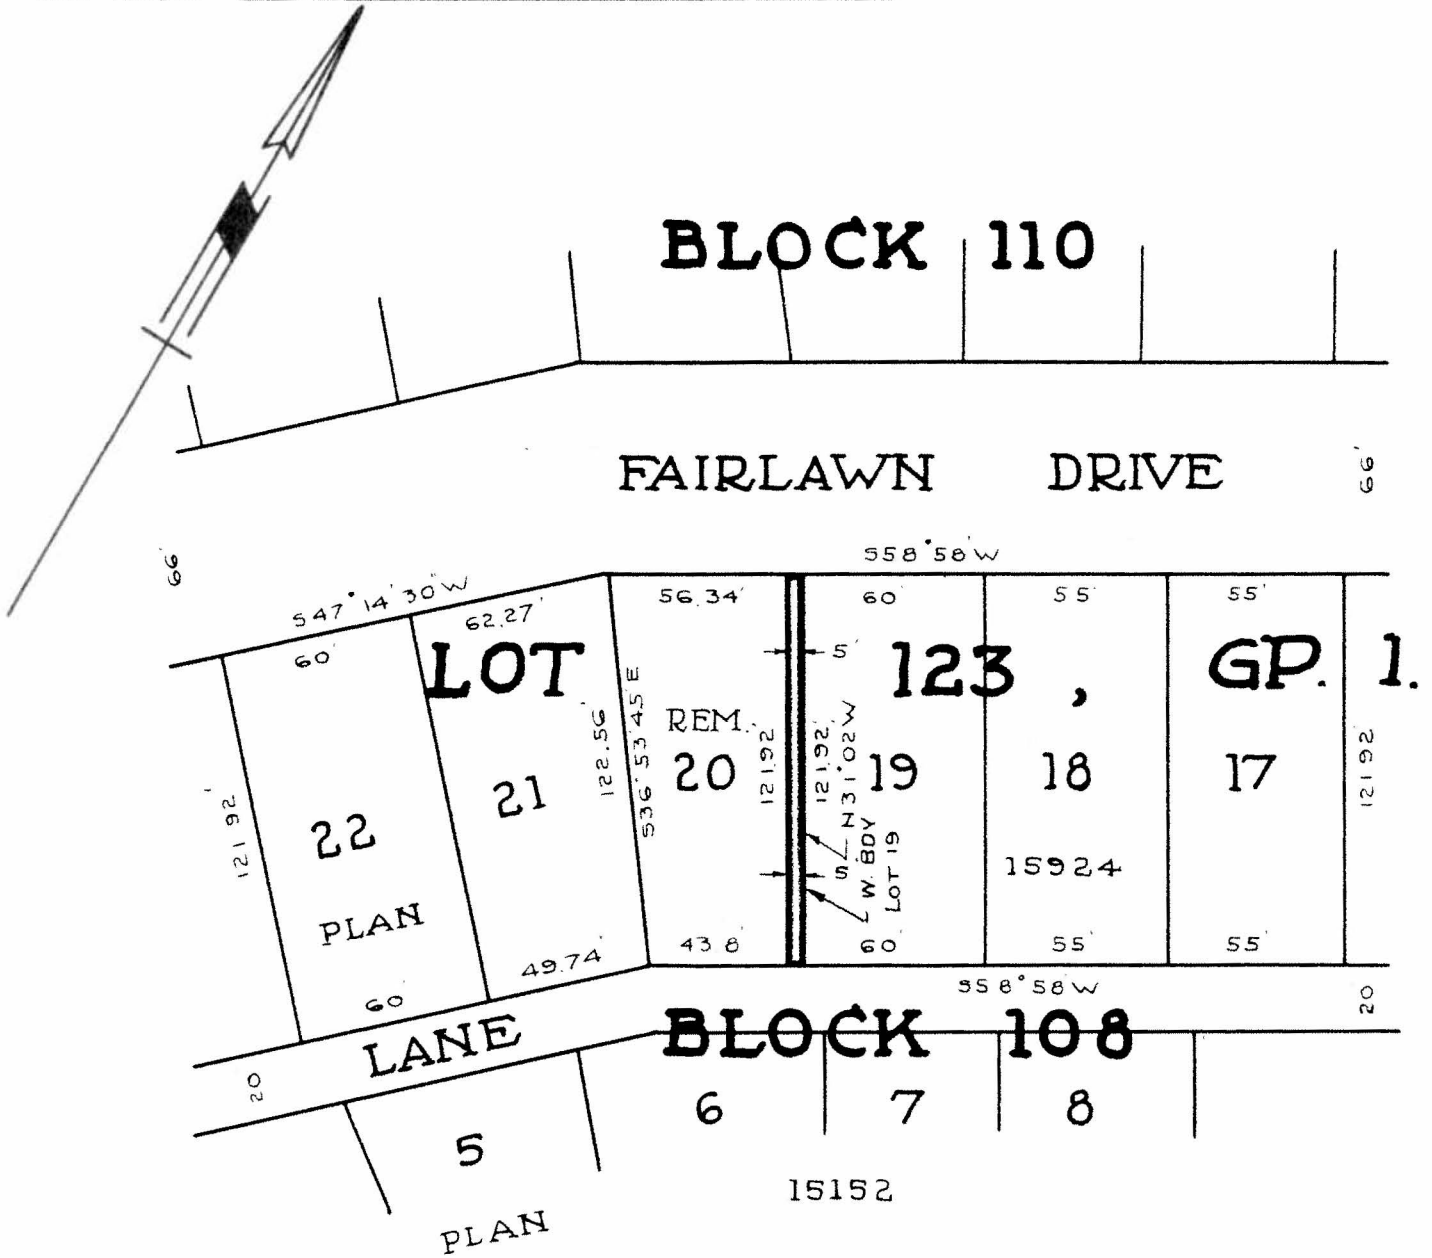 BLOCK 110
FAIRLAWN DRIVE
66'
66'
S58°58'W
S47°14'30"W
60'
62.27'
56.34'
60'
55'
55'
LOT 123, GP. 1.
5'
REM.
20
21
22
19
18
17
121.92'
122.56'
S36°53'45"E
121.92
121.92'
N31°02'W
W. BDY
LOT 19
5'
121.92
PLAN
15924
60'
49.74'
43.8'
60'
55'
55'
S58°58'W
20
LANE
20
BLOCK 108
5
6
7
8
PLAN
15152